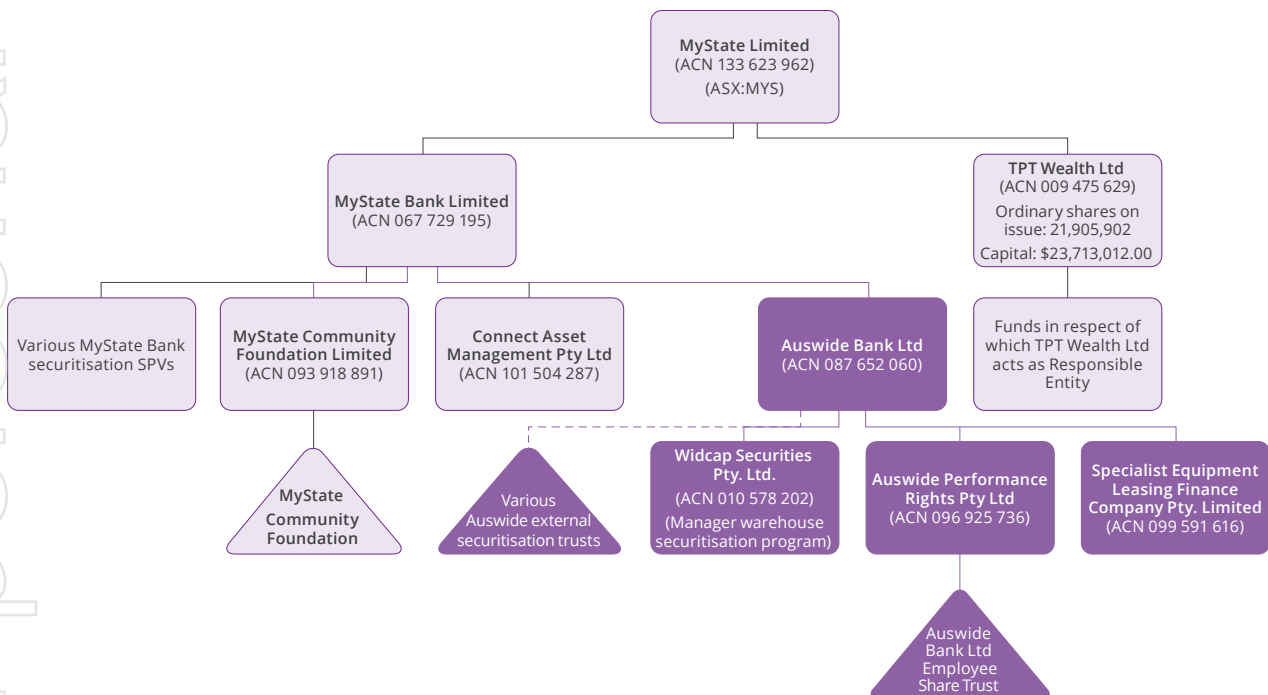 MyState Limited
(ACN 133 623 962)
(ASX:MYS)
MyState Bank Limited
(ACN 067 729 195)
TPT Wealth Ltd
(ACN 009 475 629)
Ordinary shares on
issue: 21,905,902
Capital: $23,713,012.00
Various MyState Bank
securitisation SPVs
MyState Community
Foundation Limited
(ACN 093 918 891)
Connect Asset
Management Pty Ltd
(ACN 101 504 287)
Auswide Bank Ltd
(ACN 087 652 060)
Funds in respect of
which TPT Wealth Ltd
acts as Responsible
Entity
MyState
Community
Foundation
Various
Auswide external
securitisation trusts
Widcap Securities
Pty. Ltd.
(ACN 010 578 202)
(Manager warehouse
securitisation program)
Auswide Performance
Rights Pty Ltd
(ACN 096 925 736)
Specialist Equipment
Leasing Finance
Company Pty. Limited
(ACN 099 591 616)
Auswide
Bank Ltd
Employee
Share Trust